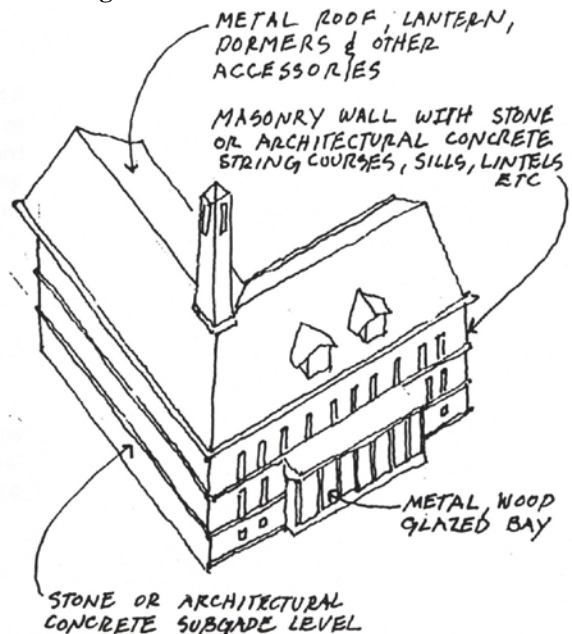 METAL ROOF, LANTERN,
DORMERS & OTHER
ACCESSORIES
MASONRY WALL WITH STONE
OR ARCHITECTURAL CONCRETE
STRING COURSES, SILLS, LINTELS
ETC
METAL, WOOD
GLAZED BAY
STONE OR ARCHITECTURAL
CONCRETE SUBGADE LEVEL